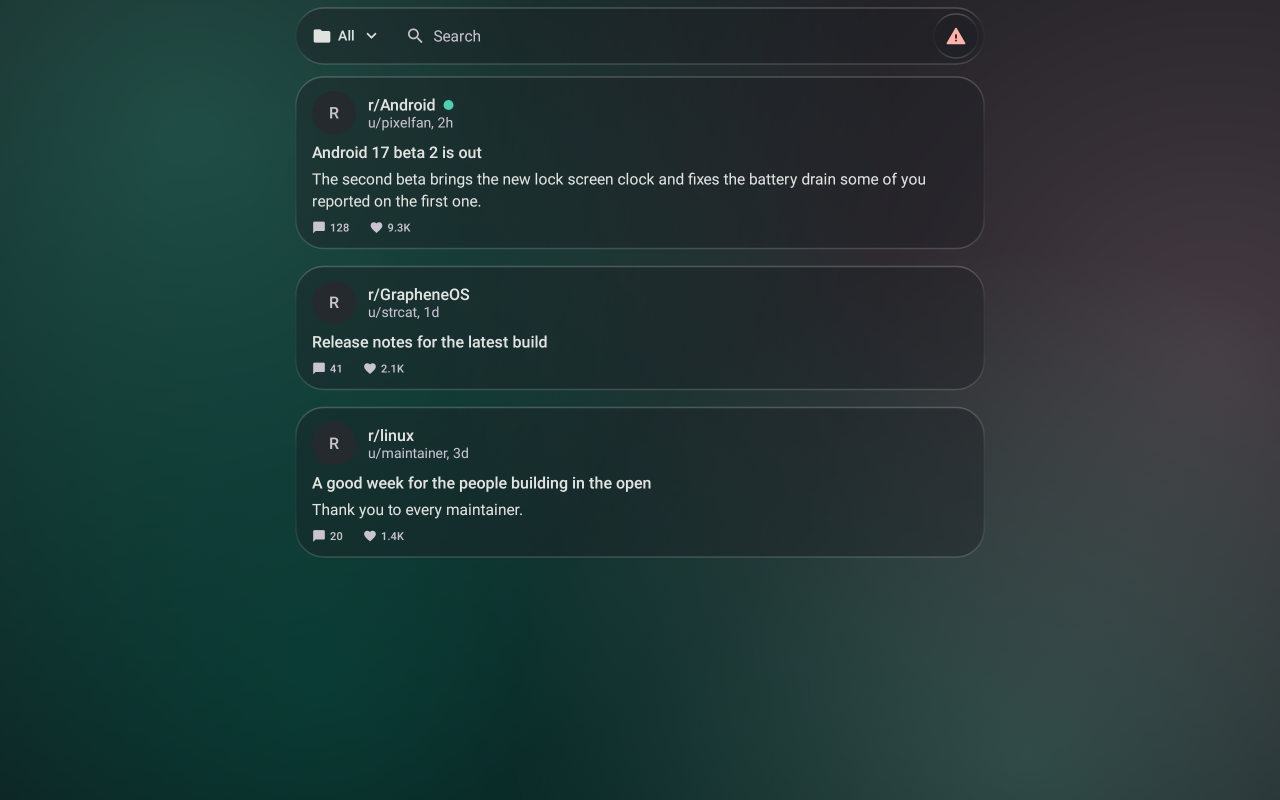 All
Search
R
r/Android
u/pixelfan, 2h
Android 17 beta 2 is out
The second beta brings the new lock screen clock and fixes the battery drain some of you
reported on the first one.
128 9.3K
R
r/GrapheneOS
u/strcat, 1d
Release notes for the latest build
41 2.1K
R
r/linux
u/maintainer, 3d
A good week for the people building in the open
Thank you to every maintainer.
20 1.4K